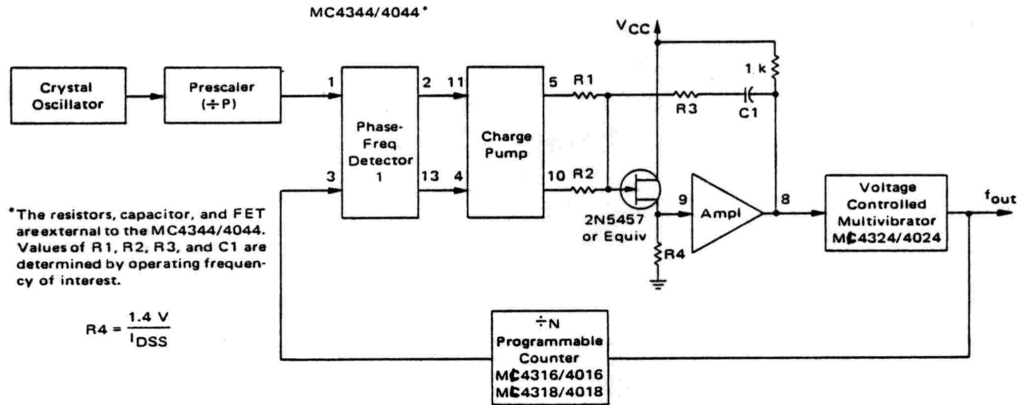 MC4344/4044*
VCC
Crystal
Oscillator
Prescaler
(÷P)
1
3
Phase-
Freq
Detector
1
2
13
11
4
Charge
Pump
5
10
R1
R2
R3
C1
1 k
2N5457
or Equiv
R4
9
Ampl
8
Voltage
Controlled
Multivibrator
MC4324/4024
fout
÷N
Programmable
Counter
MC4316/4016
MC4318/4018
*The resistors, capacitor, and FET
are external to the MC4344/4044.
Values of R1, R2, R3, and C1 are
determined by operating frequen-
cy of interest.
R4 = 1.4 V
IDSS